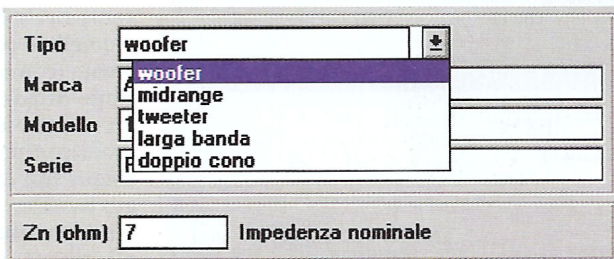 Tipo woofer
woofer
Marca
midrange
tweeter
Modello
larga banda
Serie
doppio cono
Zn (ohm) 7 Impedenza nominale